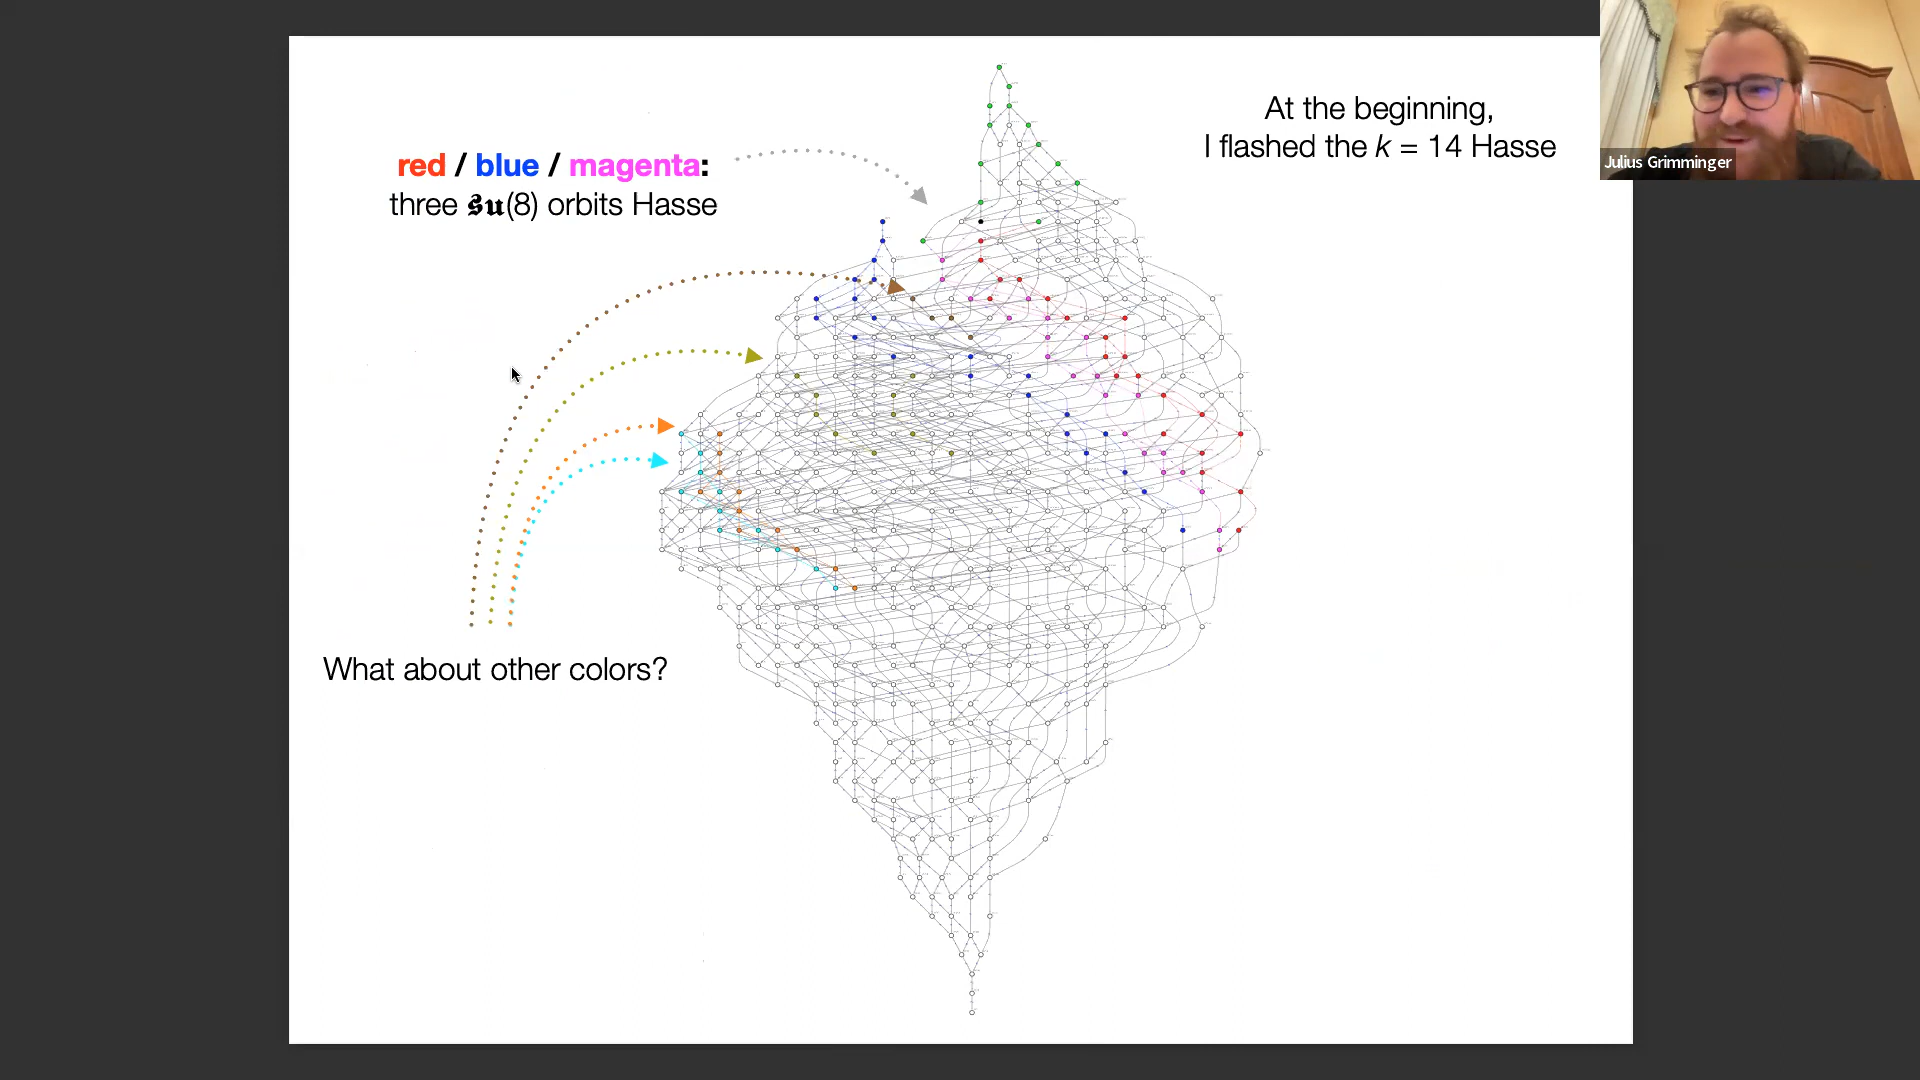 At the beginning,
I flashed the k = 14 Hasse
red / blue / magenta:
three 𝖘𝖚(8) orbits Hasse
What about other colors?
Julius Grimminger